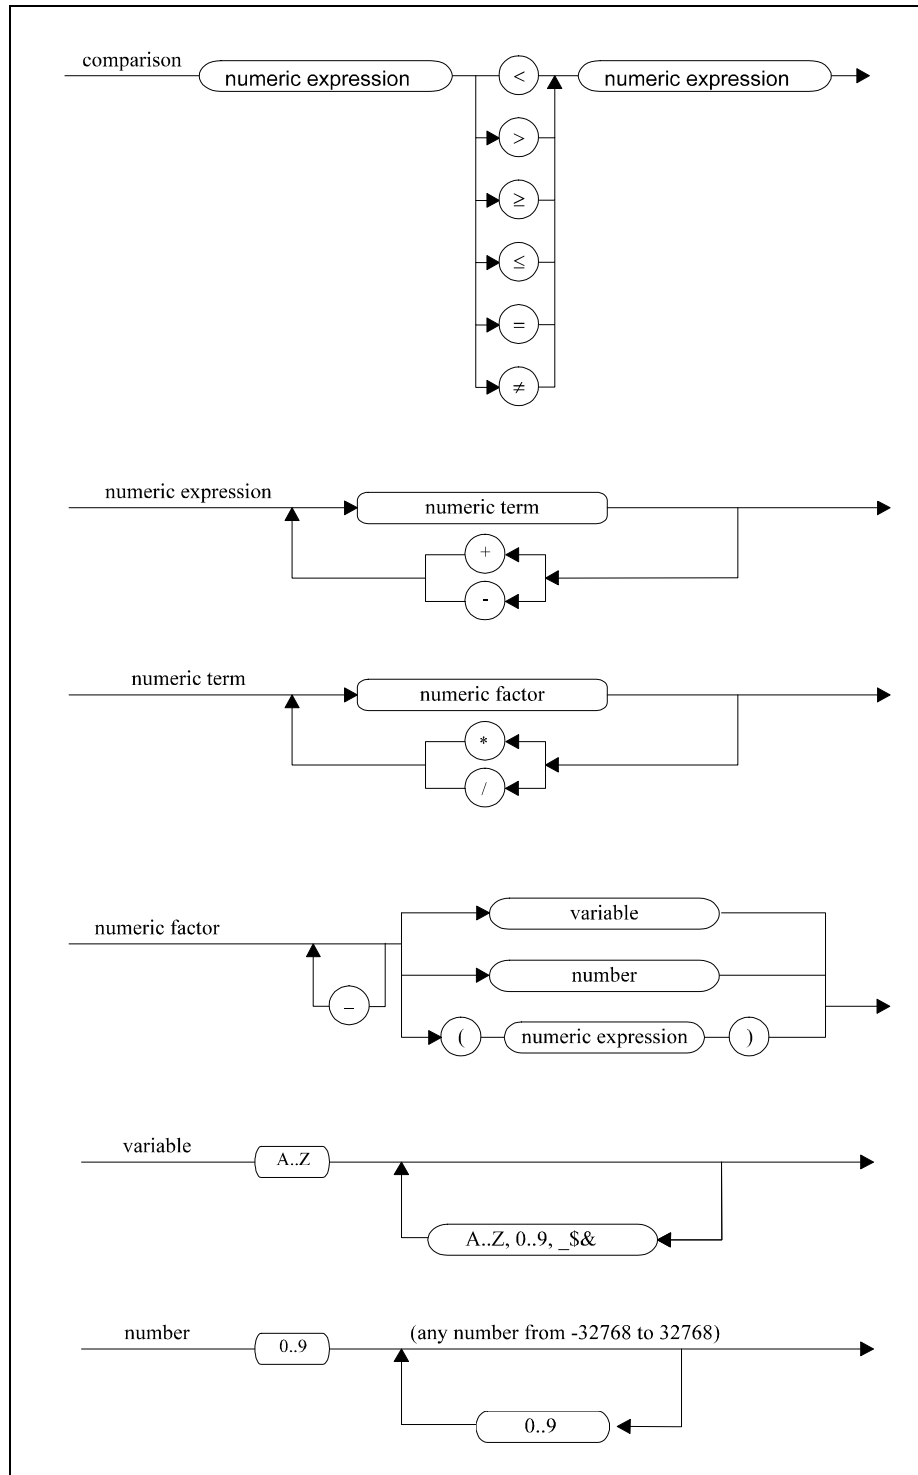 comparison
numeric expression
<
numeric expression
>
≥
≤
=
≠
numeric expression
numeric term
+
-
numeric term
numeric factor
*
/
numeric factor
variable
number
–
( numeric expression )
variable
A..Z
A..Z, 0..9, _$&
number
0..9
(any number from -32768 to 32768)
0..9